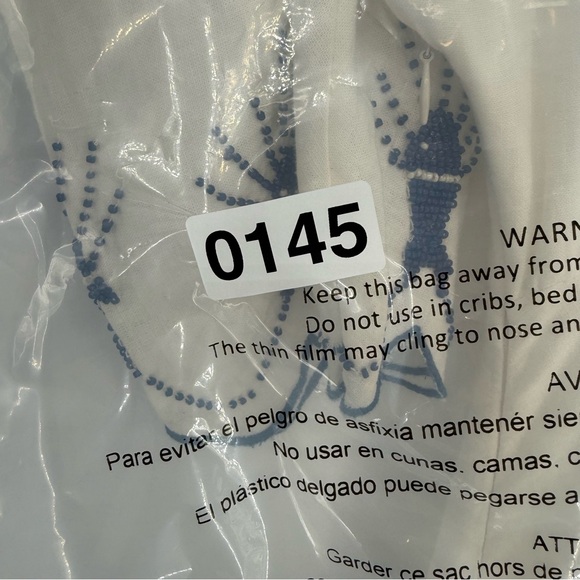 0145
WARN
Keep this bag away from
Do not use in cribs, bed
The thin film may cling to nose an
AV
Para evitar el pelgro de asfixia mantenér sie
No usar en cunas. camas. c
El plástico delgado puede pegarse a
ATT
Garder ce sac hors de